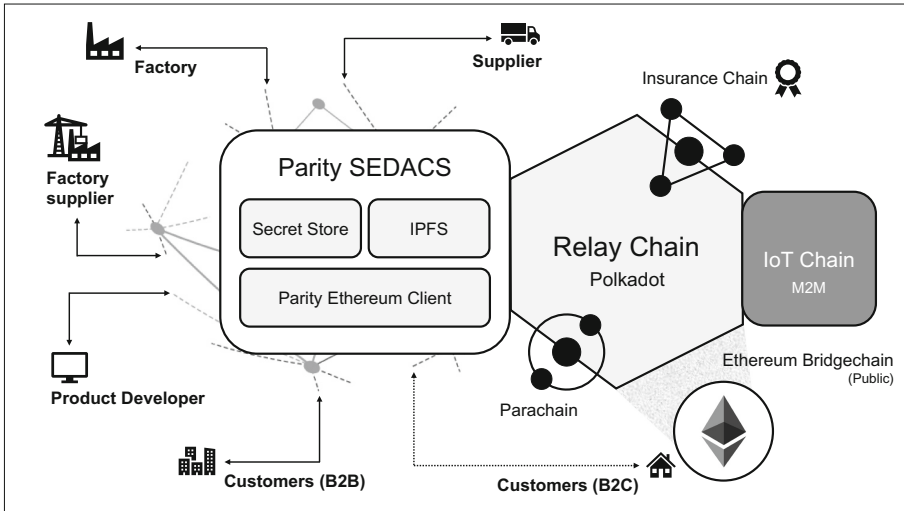 Factory
Supplier
Insurance Chain
Factory
supplier
Parity SEDACS
Secret Store
IPFS
Parity Ethereum Client
Relay Chain
Polkadot
IoT Chain
M2M
Product Developer
Parachain
Ethereum Bridgechain
(Public)
Customers (B2B)
Customers (B2C)